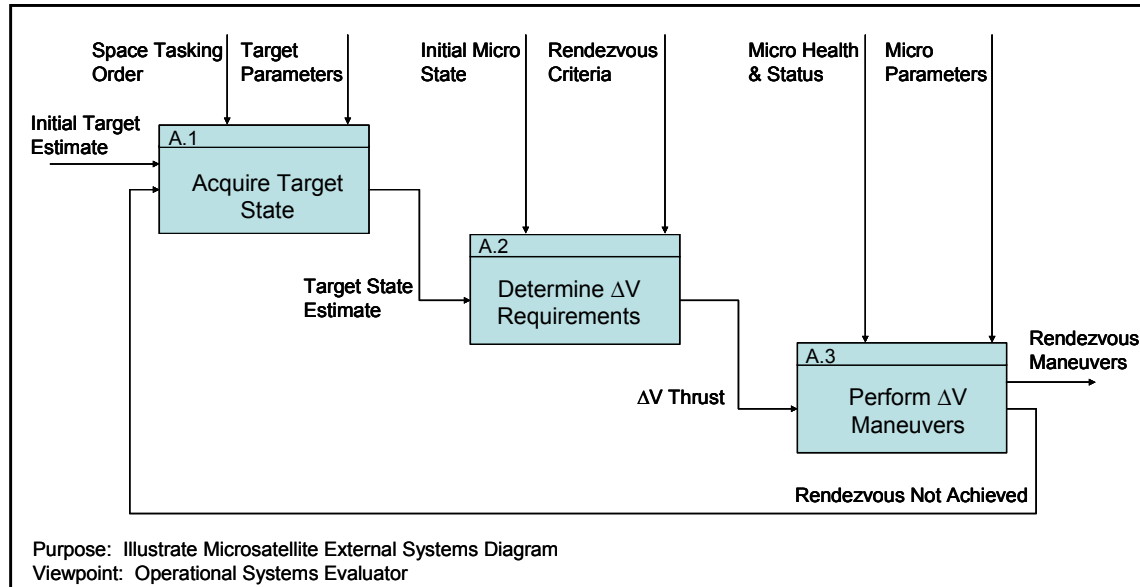 Space Tasking
Order
Target
Parameters
Initial Micro
State
Rendezvous
Criteria
Micro Health
& Status
Micro
Parameters
Initial Target
Estimate
A.1
Acquire Target
State
A.2
Determine ΔV
Requirements
Target State
Estimate
A.3
Perform ΔV
Maneuvers
Rendezvous
Maneuvers
ΔV Thrust
Rendezvous Not Achieved
Purpose: Illustrate Microsatellite External Systems Diagram
Viewpoint: Operational Systems Evaluator